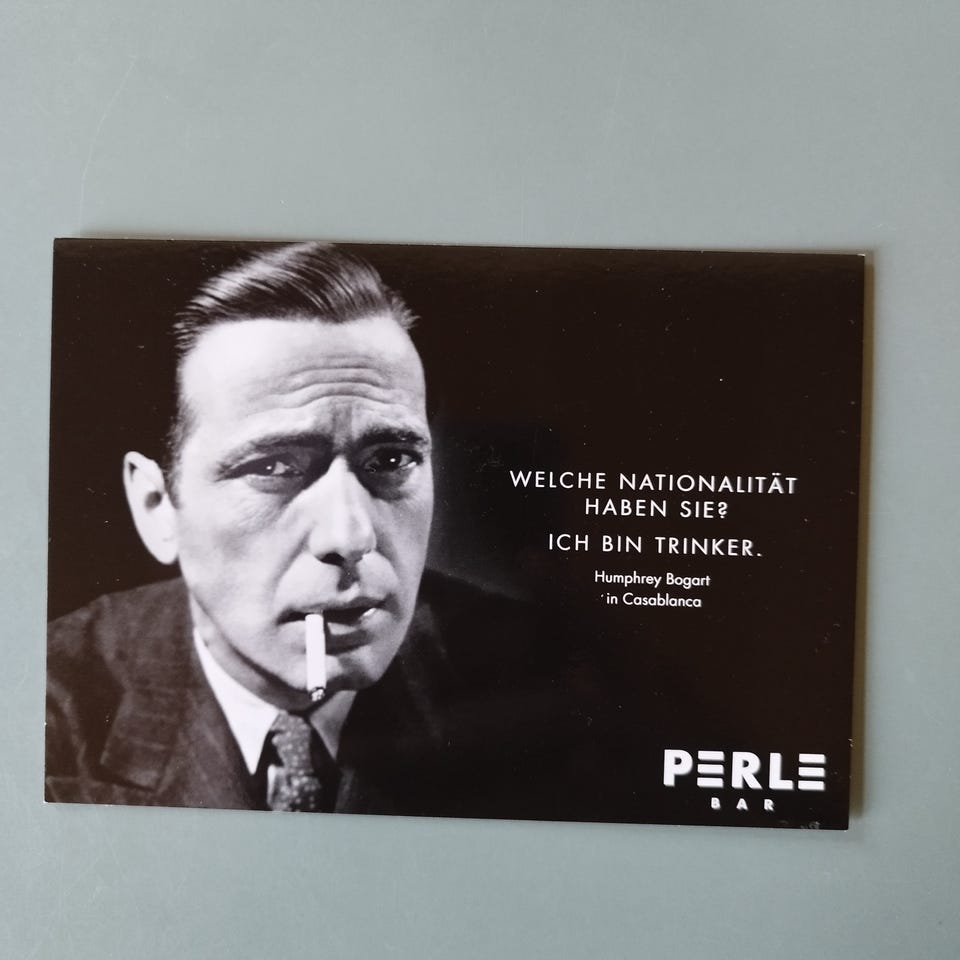 WELCHE NATIONALITÄT
HABEN SIE?
ICH BIN TRINKER.
Humphrey Bogart
in Casablanca
PERLE
BAR